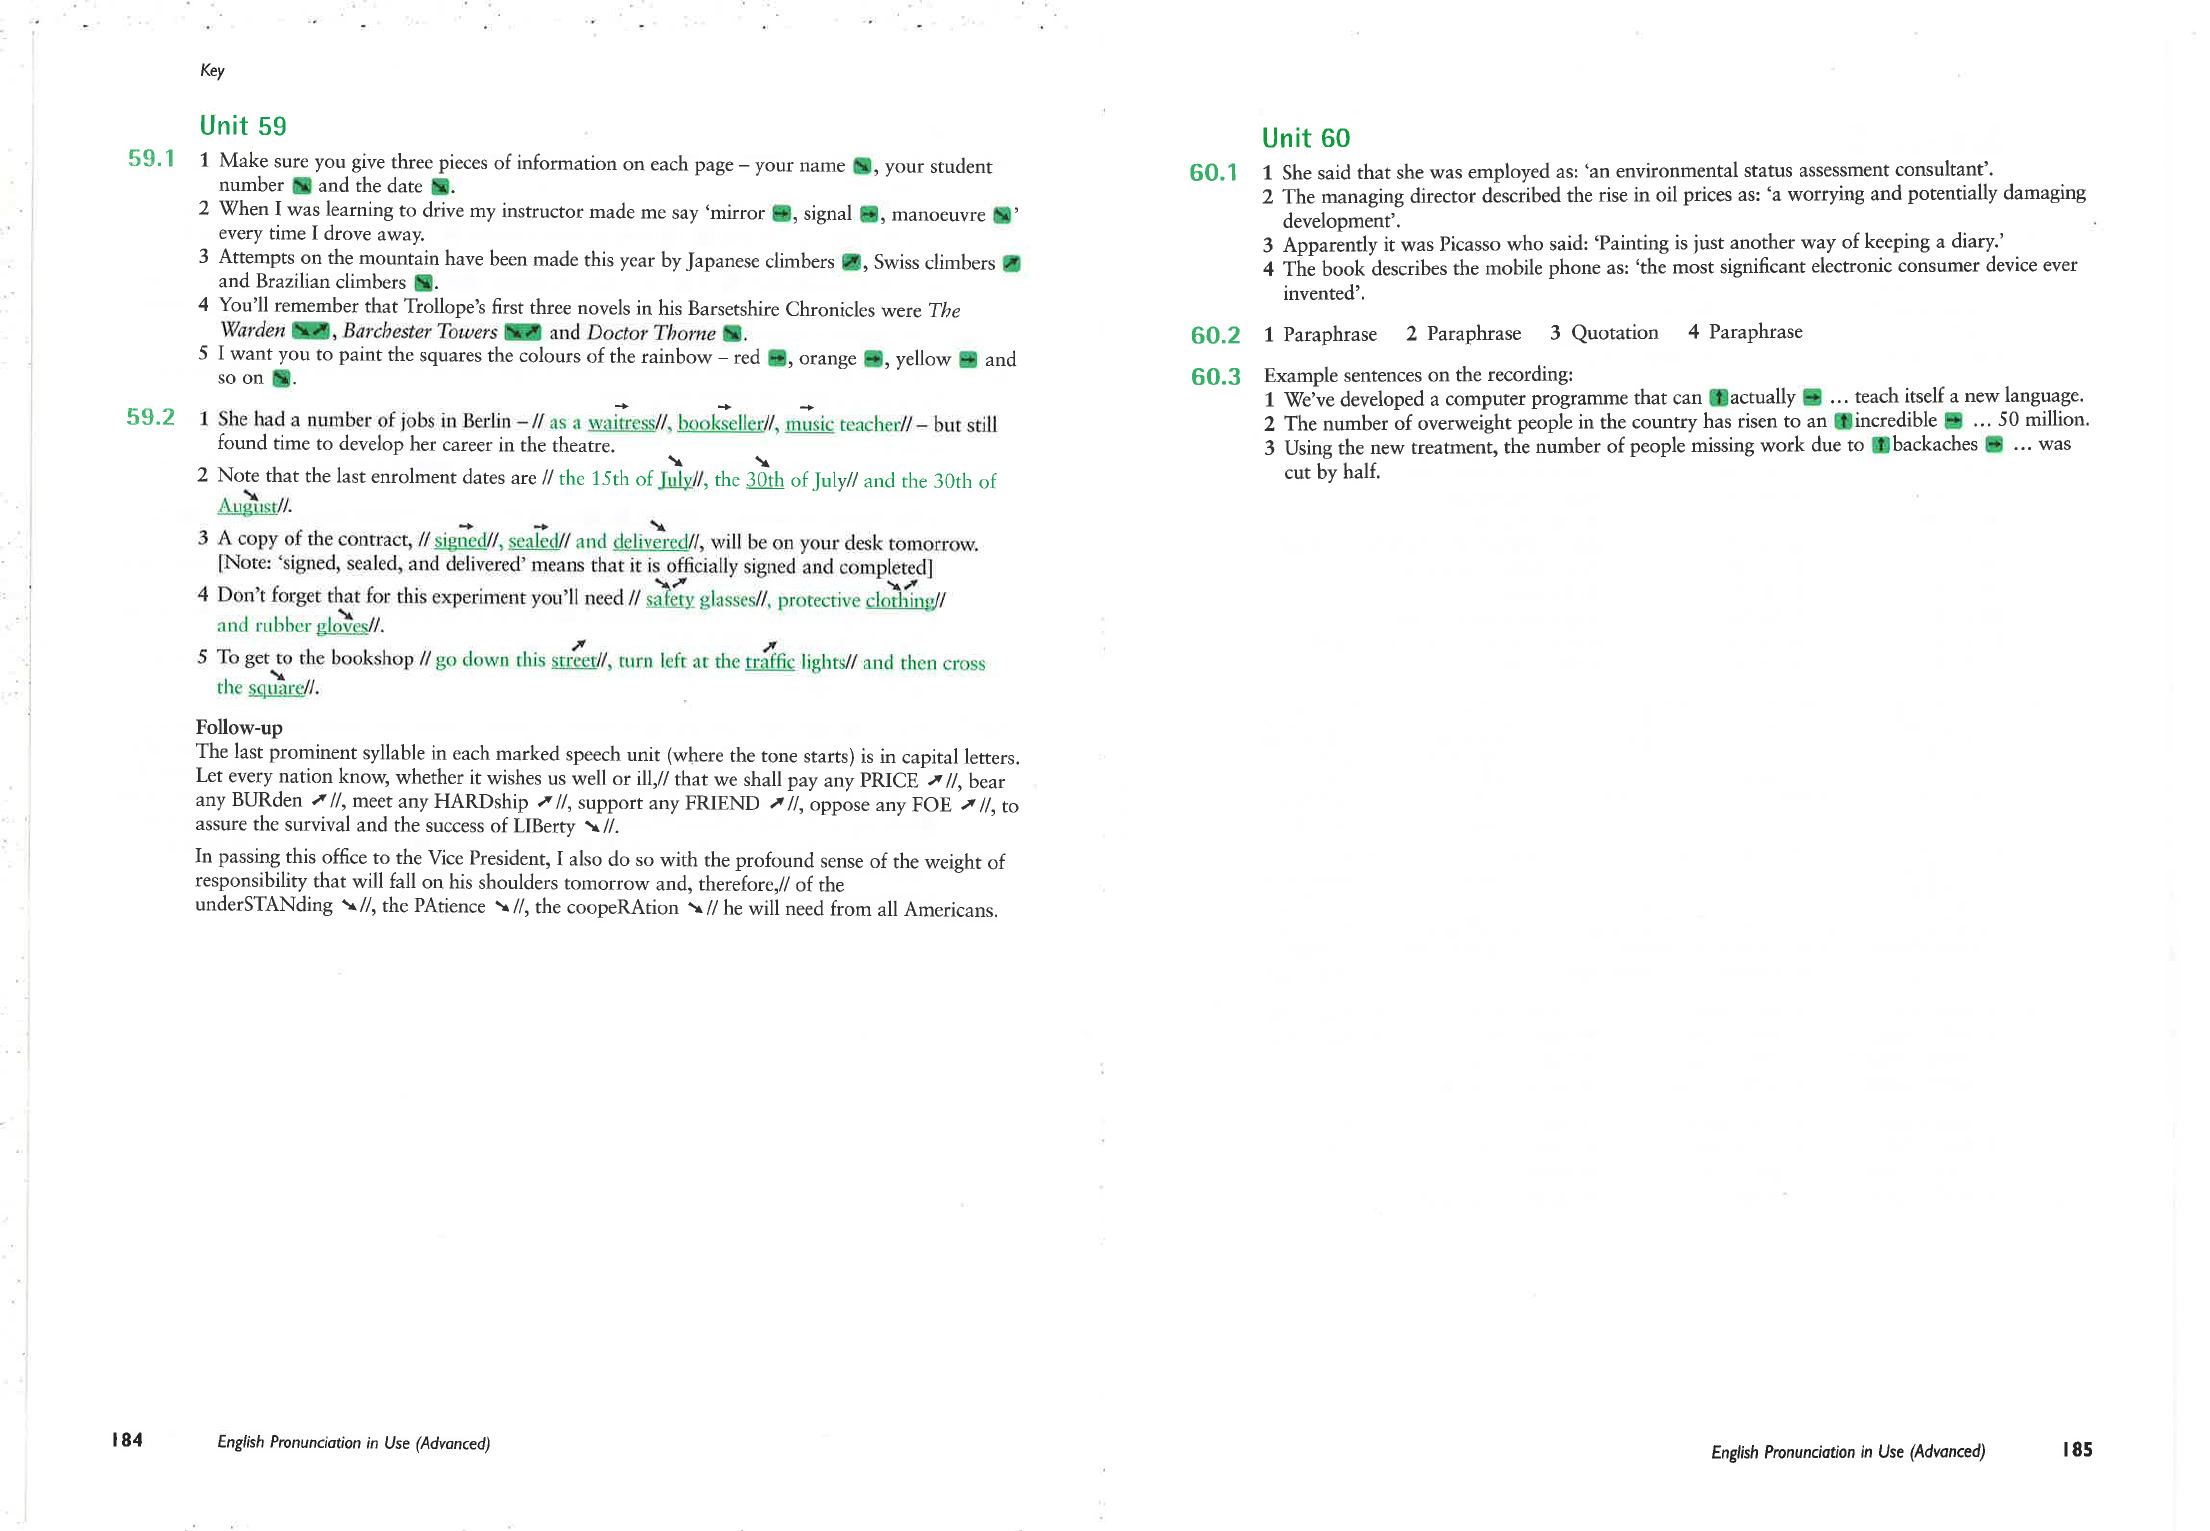 Key
Unit 59
59.1 1 Make sure you give three pieces of information on each page – your name ↘, your student
number ↘ and the date ↘.
2 When I was learning to drive my instructor made me say ‘mirror →, signal →, manoeuvre ↘’
every time I drove away.
3 Attempts on the mountain have been made this year by Japanese climbers ↗, Swiss climbers ↗
and Brazilian climbers ↘.
4 You’ll remember that Trollope’s first three novels in his Barsetshire Chronicles were The
Warden ↘↗, Barchester Towers ↘↗ and Doctor Thorne ↘.
5 I want you to paint the squares the colours of the rainbow – red →, orange →, yellow → and
so on ↘.
59.2 1 She had a number of jobs in Berlin – // as a waitress//, bookseller//, music teacher// – but still
found time to develop her career in the theatre.
2 Note that the last enrolment dates are // the 15th of July//, the 30th of July// and the 30th of
August//.
3 A copy of the contract, // signed//, sealed// and delivered//, will be on your desk tomorrow.
[Note: ‘signed, sealed, and delivered’ means that it is officially signed and completed]
4 Don’t forget that for this experiment you’ll need // safety glasses//, protective clothing//
and rubber gloves//.
5 To get to the bookshop // go down this street//, turn left at the traffic lights// and then cross
the square//.
Follow-up
The last prominent syllable in each marked speech unit (where the tone starts) is in capital letters.
Let every nation know, whether it wishes us well or ill,// that we shall pay any PRICE ↗//, bear
any BURden ↗//, meet any HARDship ↗//, support any FRIEND ↗//, oppose any FOE ↗//, to
assure the survival and the success of LIBerty ↘//.
In passing this office to the Vice President, I also do so with the profound sense of the weight of
responsibility that will fall on his shoulders tomorrow and, therefore,// of the
underSTANding ↘//, the PAtience ↘//, the coopeRAtion ↘// he will need from all Americans.
184 English Pronunciation in Use (Advanced)
Unit 60
60.1 1 She said that she was employed as: ‘an environmental status assessment consultant’.
2 The managing director described the rise in oil prices as: ‘a worrying and potentially damaging
development’.
3 Apparently it was Picasso who said: ‘Painting is just another way of keeping a diary.’
4 The book describes the mobile phone as: ‘the most significant electronic consumer device ever
invented’.
60.2 1 Paraphrase 2 Paraphrase 3 Quotation 4 Paraphrase
60.3 Example sentences on the recording:
1 We’ve developed a computer programme that can ↑actually → ... teach itself a new language.
2 The number of overweight people in the country has risen to an ↑incredible → ... 50 million.
3 Using the new treatment, the number of people missing work due to ↑backaches → ... was
cut by half.
English Pronunciation in Use (Advanced) 185